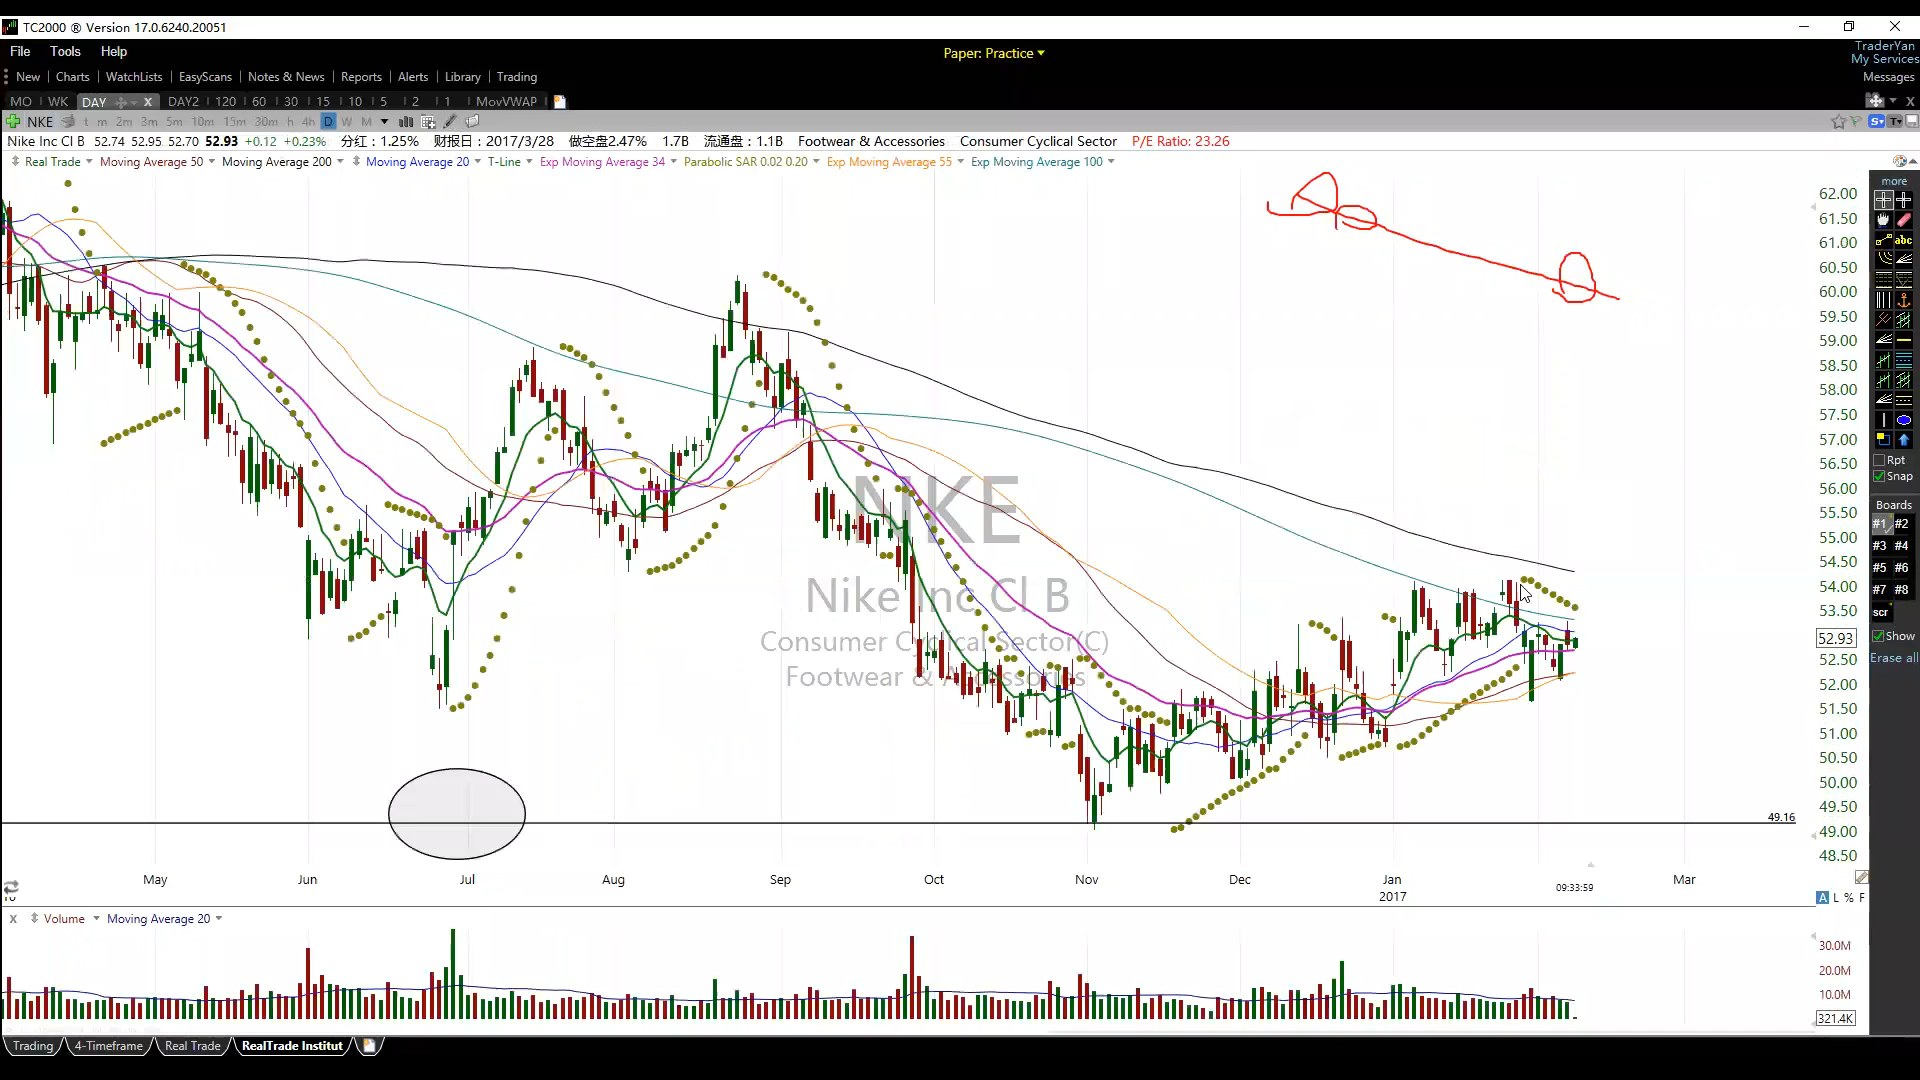 TC2000 ® Version 17.0.6240.20051
File Tools Help
Paper: Practice
TraderYan
My Services
New Charts WatchLists EasyScans Notes & News Reports Alerts Library Trading
Messages
MO WK DAY X DAY2 120 60 30 15 10 5 2 1 MovVWAP
X
NKE t m 2m 3m 5m 10m 15m 30m h 4h D W M
Nike Inc Cl B 52.74 52.95 52.70 52.93 +0.12 +0.23% 分红：1.25% 财报日：2017/3/28 做空盘2.47% 1.7B 流通盘：1.1B Footwear & Accessories Consumer Cyclical Sector P/E Ratio: 23.26
Real Trade Moving Average 50 Moving Average 200 Moving Average 20 T-Line Exp Moving Average 34 Parabolic SAR 0.02 0.20 Exp Moving Average 55 Exp Moving Average 100
more
abc
Rpt
Snap
Boards
#1 #2
#3 #4
#5 #6
#7 #8
scr
Show
Erase all
62.00
61.50
61.00
60.50
60.00
59.50
59.00
58.50
58.00
57.50
57.00
56.50
56.00
55.50
55.00
54.50
54.00
53.50
52.93
52.50
52.00
51.50
51.00
50.50
50.00
49.50
49.00
48.50
NKE
Nike Inc Cl B
Consumer Cyclical Sector(C)
Footwear & Accessories
49.16
May Jun Jul Aug Sep Oct Nov Dec Jan Mar
2017
09:33:59
A L % F
X Volume Moving Average 20
30.0M
20.0M
10.0M
321.4K
Trading 4-Timeframe Real Trade RealTrade Institut